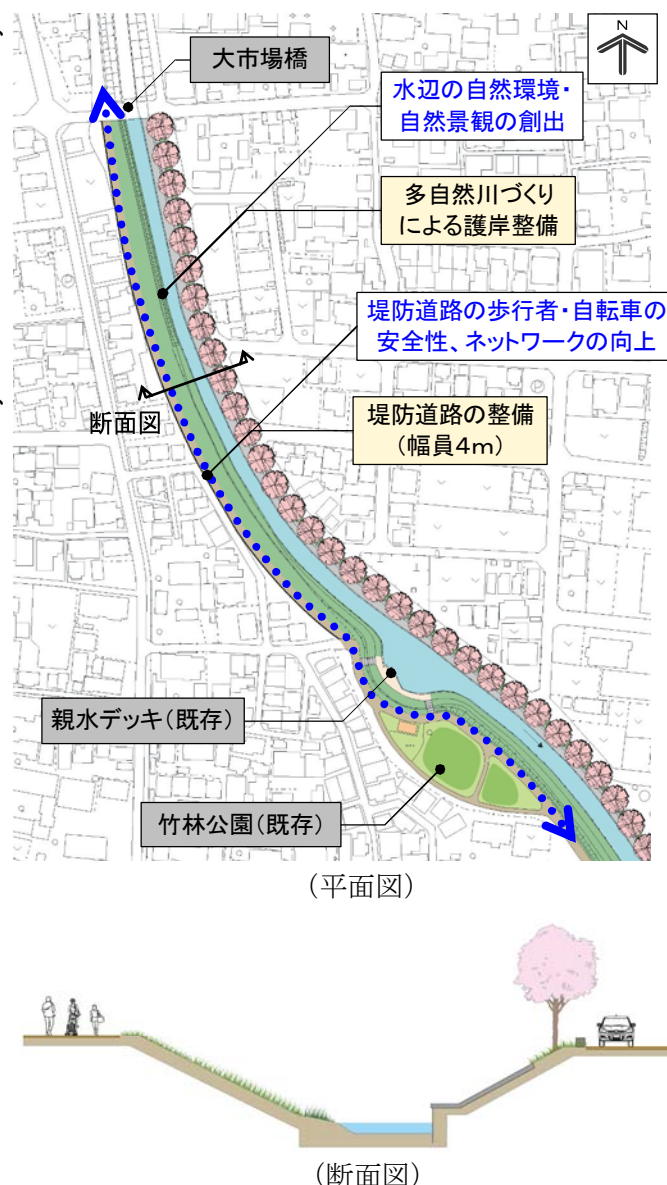 N
大市場橋
水辺の自然環境・
自然景観の創出
多自然川づくり
による護岸整備
堤防道路の歩行者・自転車の
安全性、ネットワークの向上
断面図
堤防道路の整備
(幅員4m)
親水デッキ(既存)
竹林公園(既存)
(平面図)
(断面図)